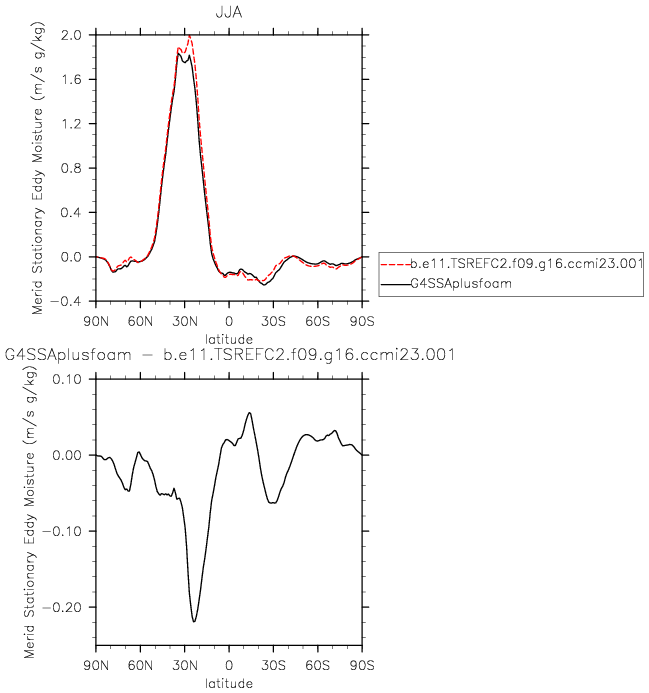 JJA
Merid Stationary Eddy Moisture (m/s g/kg)
2.0
1.6
1.2
0.8
0.4
0.0
−0.4
90N 60N 30N 0 30S 60S 90S
latitude
b.e11.TSREFC2.f09.g16.ccmi23.001
G4SSAplusfoam
G4SSAplusfoam − b.e11.TSREFC2.f09.g16.ccmi23.001
Merid Stationary Eddy Moisture (m/s g/kg)
0.10
0.00
−0.10
−0.20
90N 60N 30N 0 30S 60S 90S
latitude